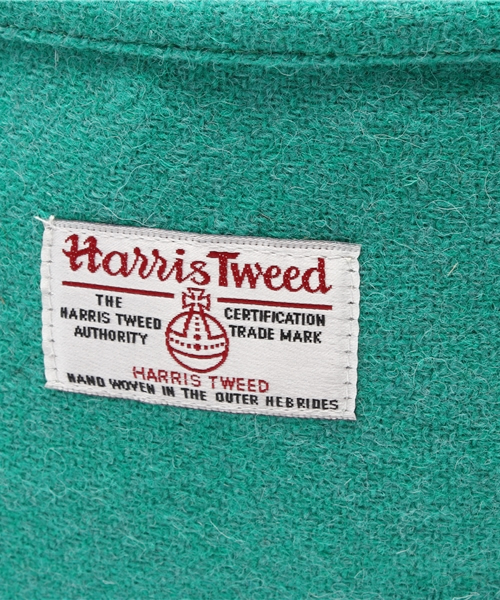 Harris Tweed
THE
HARRIS TWEED
AUTHORITY
CERTIFICATION
TRADE MARK
HARRIS TWEED
HAND WOVEN IN THE OUTER HEBRIDES